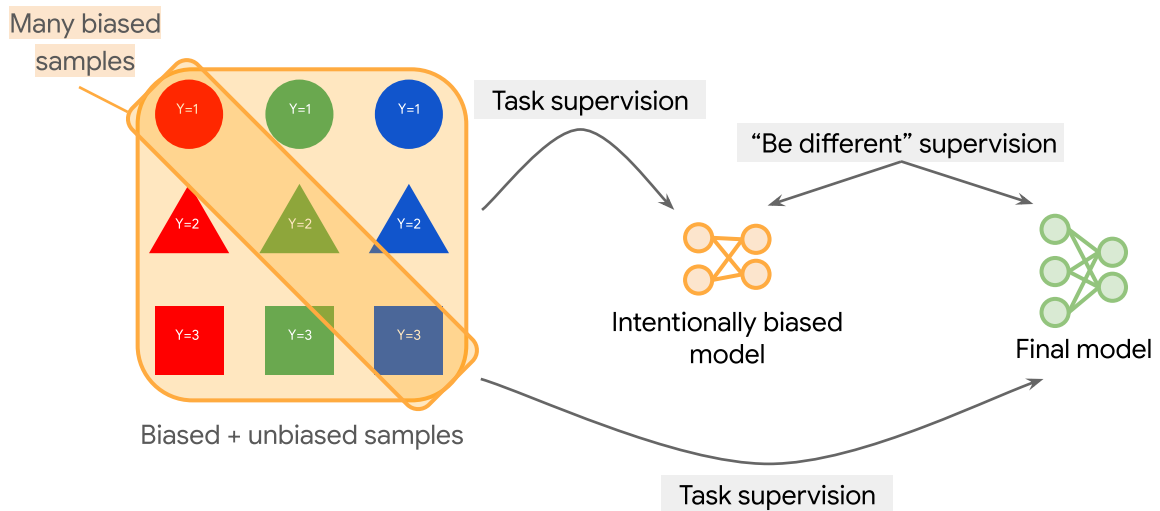 Many biased
samples
Y=1
Y=1
Y=1
Y=2
Y=2
Y=2
Y=3
Y=3
Y=3
Biased + unbiased samples
Task supervision
“Be different” supervision
Intentionally biased
model
Final model
Task supervision